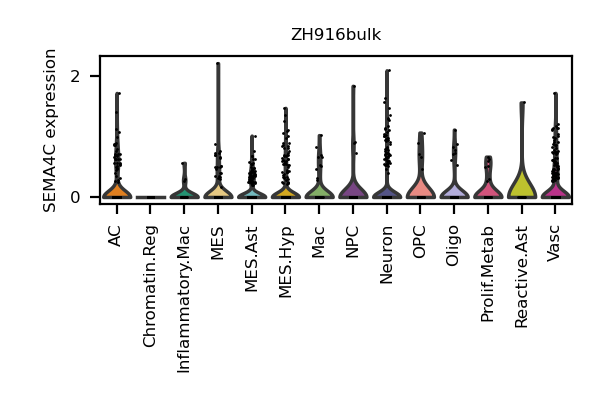 ZH916bulk
SEMA4C expression
2
0
AC
Chromatin.Reg
Inflammatory.Mac
MES
MES.Ast
MES.Hyp
Mac
NPC
Neuron
OPC
Oligo
Prolif.Metab
Reactive.Ast
Vasc